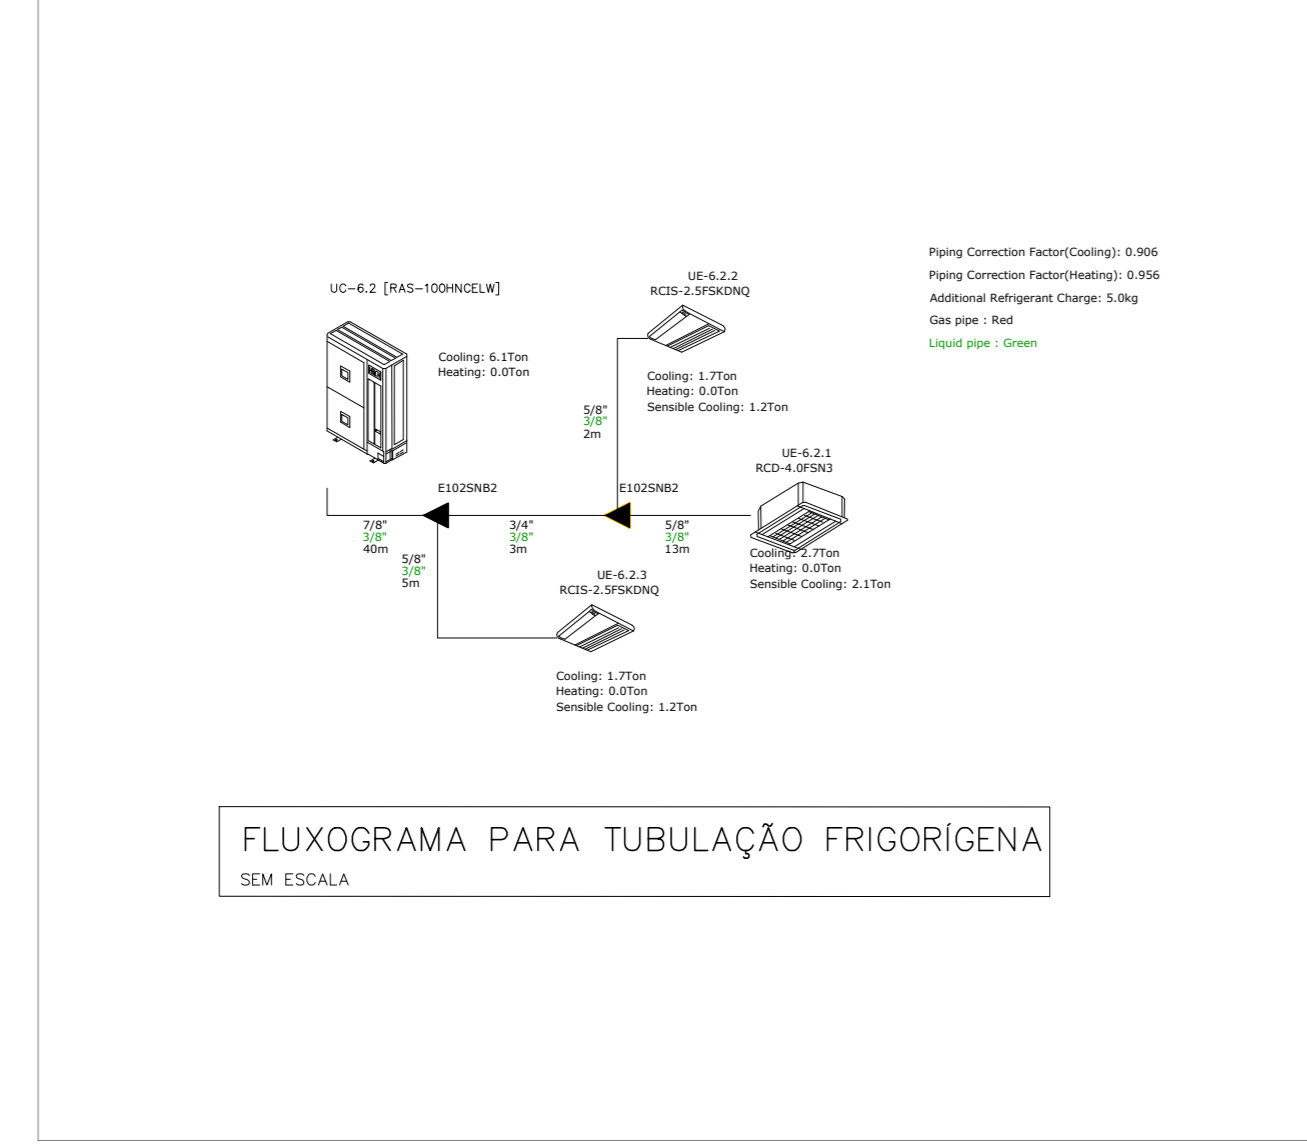 Piping Correction Factor(Cooling): 0.906
Piping Correction Factor(Heating): 0.956
Additional Refrigerant Charge: 5.0kg
Gas pipe : Red
Liquid pipe : Green
UC-6.2 [RAS-100HNCELW]
Cooling: 6.1Ton
Heating: 0.0Ton
UE-6.2.2
RCIS-2.5FSKDNQ
Cooling: 1.7Ton
Heating: 0.0Ton
Sensible Cooling: 1.2Ton
5/8"
3/8"
2m
UE-6.2.1
RCD-4.0FSN3
Cooling: 2.7Ton
Heating: 0.0Ton
Sensible Cooling: 2.1Ton
E102SNB2
E102SNB2
7/8"
3/8"
40m
3/4"
3/8"
3m
5/8"
3/8"
13m
5/8"
3/8"
5m
UE-6.2.3
RCIS-2.5FSKDNQ
Cooling: 1.7Ton
Heating: 0.0Ton
Sensible Cooling: 1.2Ton
FLUXOGRAMA PARA TUBULAÇÃO FRIGORÍGENA
SEM ESCALA